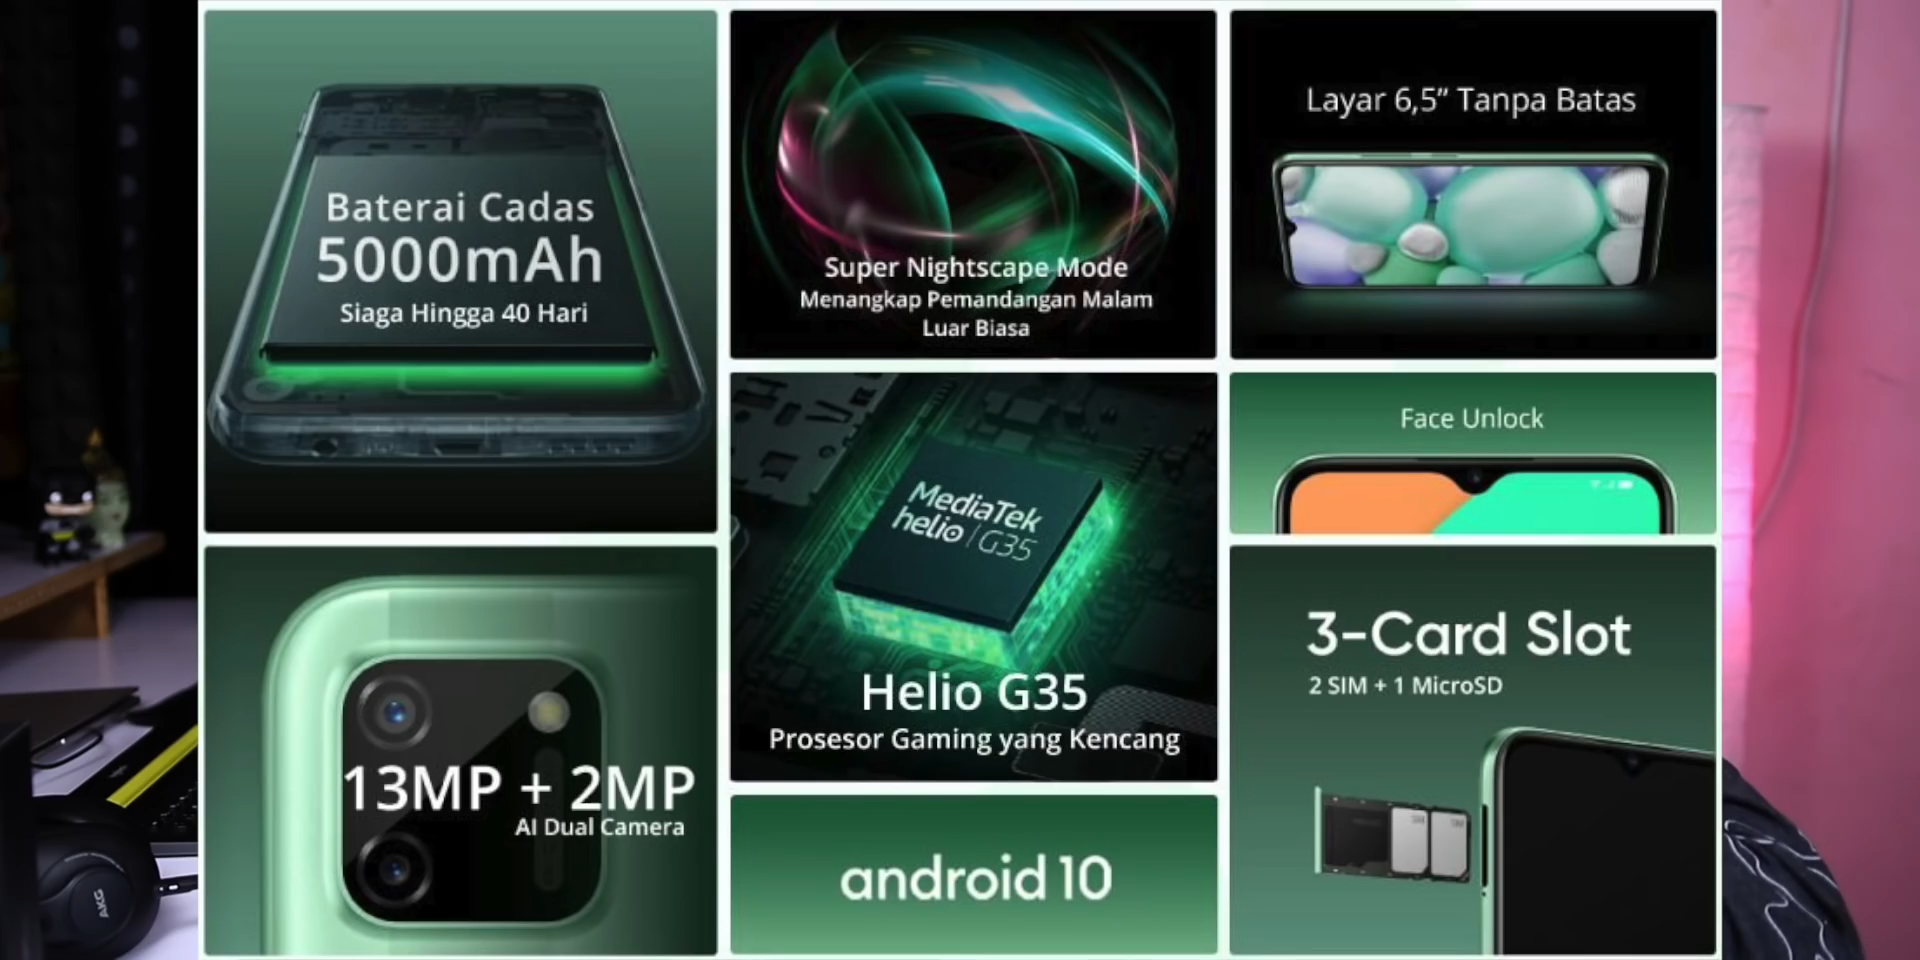 Baterai Cadas
5000mAh
Siaga Hingga 40 Hari
Super Nightscape Mode
Menangkap Pemandangan Malam
Luar Biasa
Layar 6,5” Tanpa Batas
Face Unlock
MediaTek
helio | G35
Helio G35
Prosesor Gaming yang Kencang
13MP + 2MP
AI Dual Camera
android 10
3-Card Slot
2 SIM + 1 MicroSD
AKG